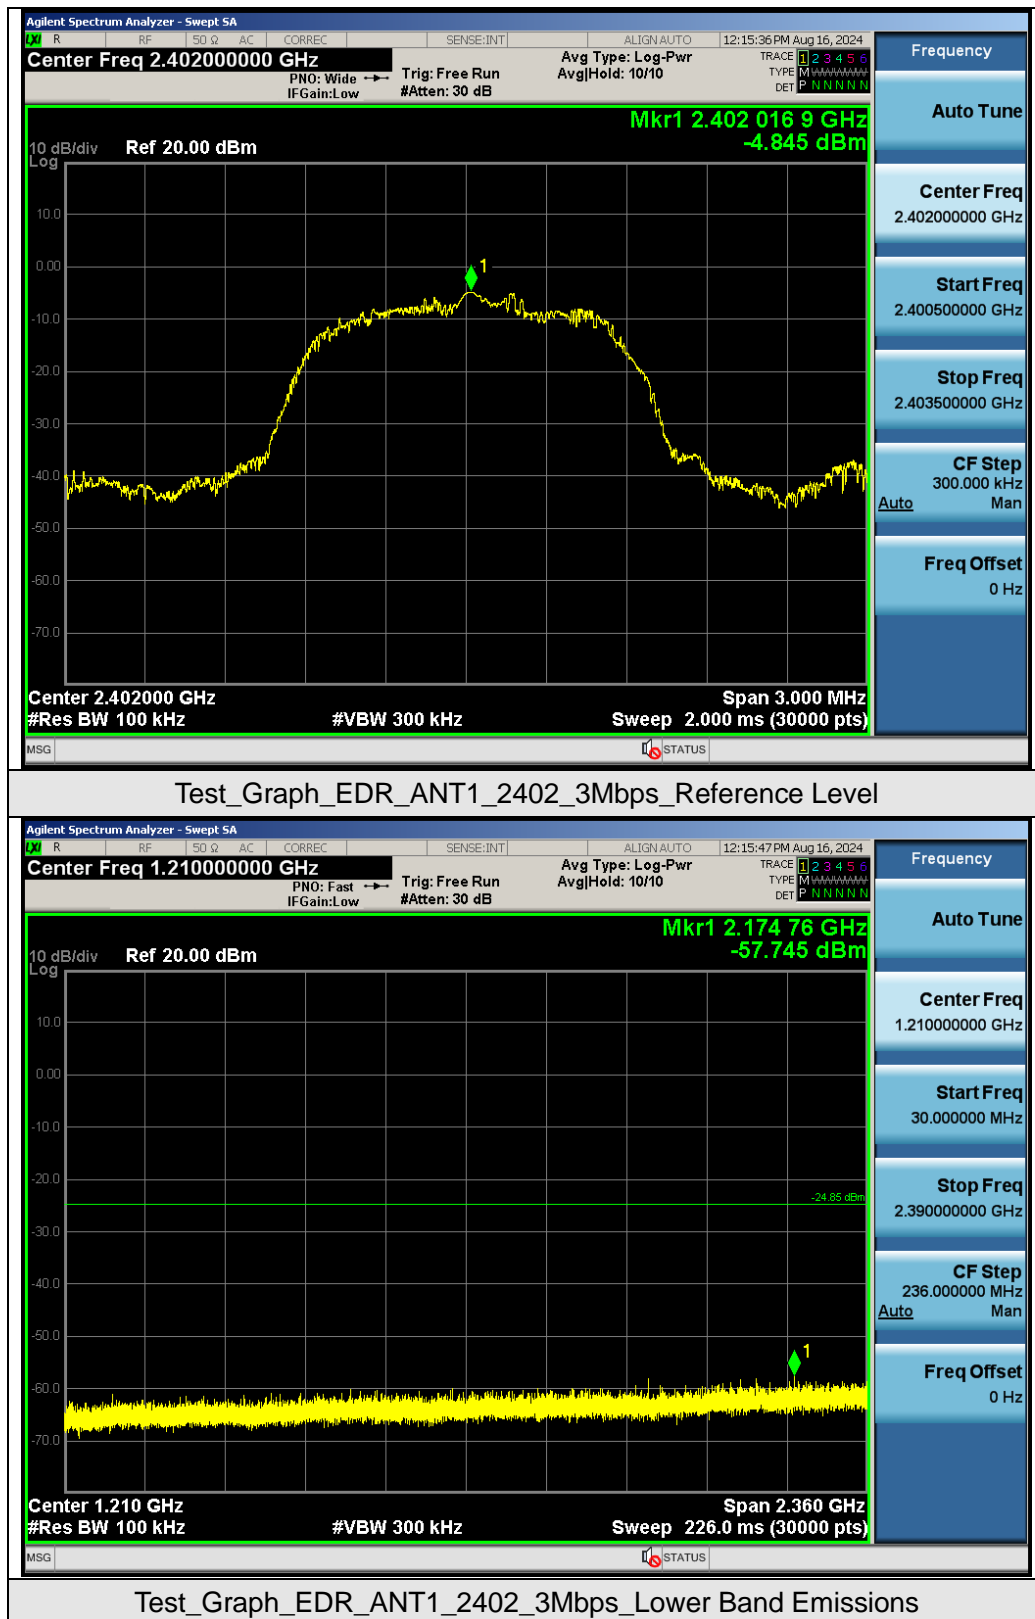 Agilent Spectrum Analyzer - Swept SA
LXI R RF 50 Ω AC CORREC SENSE:INT ALIGN AUTO 12:15:36 PM Aug 16, 2024
Center Freq 2.402000000 GHz
PNO: Wide
IFGain:Low
Trig: Free Run
#Atten: 30 dB
Avg Type: Log-Pwr
Avg|Hold: 10/10
TRACE 1 2 3 4 5 6
TYPE M
DET P N N N N N
Mkr1 2.402 016 9 GHz
-4.845 dBm
10 dB/div Ref 20.00 dBm
Log
10.0
0.00
-10.0
-20.0
-30.0
-40.0
-50.0
-60.0
-70.0
1
Center 2.402000 GHz Span 3.000 MHz
#Res BW 100 kHz #VBW 300 kHz Sweep 2.000 ms (30000 pts)
MSG STATUS
Frequency
Auto Tune
Center Freq
2.402000000 GHz
Start Freq
2.400500000 GHz
Stop Freq
2.403500000 GHz
CF Step
300.000 kHz
Auto Man
Freq Offset
0 Hz
Test_Graph_EDR_ANT1_2402_3Mbps_Reference Level
Agilent Spectrum Analyzer - Swept SA
LXI R RF 50 Ω AC CORREC SENSE:INT ALIGN AUTO 12:15:47 PM Aug 16, 2024
Center Freq 1.210000000 GHz
PNO: Fast
IFGain:Low
Trig: Free Run
#Atten: 30 dB
Avg Type: Log-Pwr
Avg|Hold: 10/10
TRACE 1 2 3 4 5 6
TYPE M
DET P N N N N N
Mkr1 2.174 76 GHz
-57.745 dBm
10 dB/div Ref 20.00 dBm
Log
10.0
0.00
-10.0
-20.0
-24.85 dBm
-30.0
-40.0
-50.0
-60.0
-70.0
1
Center 1.210 GHz Span 2.360 GHz
#Res BW 100 kHz #VBW 300 kHz Sweep 226.0 ms (30000 pts)
MSG STATUS
Frequency
Auto Tune
Center Freq
1.210000000 GHz
Start Freq
30.000000 MHz
Stop Freq
2.390000000 GHz
CF Step
236.000000 MHz
Auto Man
Freq Offset
0 Hz
Test_Graph_EDR_ANT1_2402_3Mbps_Lower Band Emissions